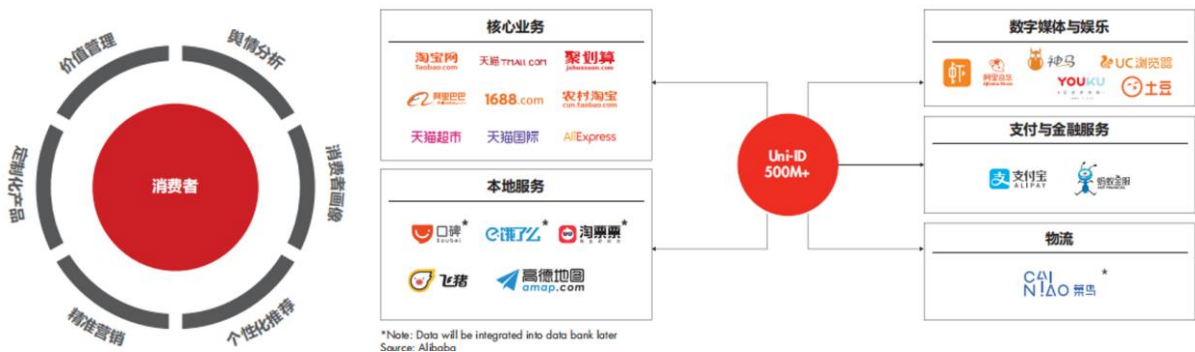 价值管理
舆情分析
定制化产品
消费者
消费者画像
精准营销
个性化推荐
核心业务
淘宝网
Taobao.com
天猫 TMALL.COM
聚划算
juhuasuan.com
阿里巴巴
1688.com
农村淘宝
cun.taobao.com
天猫超市
天猫国际
AliExpress
本地服务
口碑*
koubei
饿了么*
淘票票*
飞猪
高德地图
amap.com
*Note: Data will be integrated into data bank later
Source: Alibaba
Uni-ID
500M+
数字媒体与娱乐
虾
阿里音乐
神马
UC浏览器
YOUKU
土豆
支付与金融服务
支
支付宝
ALIPAY
蚂蚁金服
物流
CAI
NIAO 菜鸟*